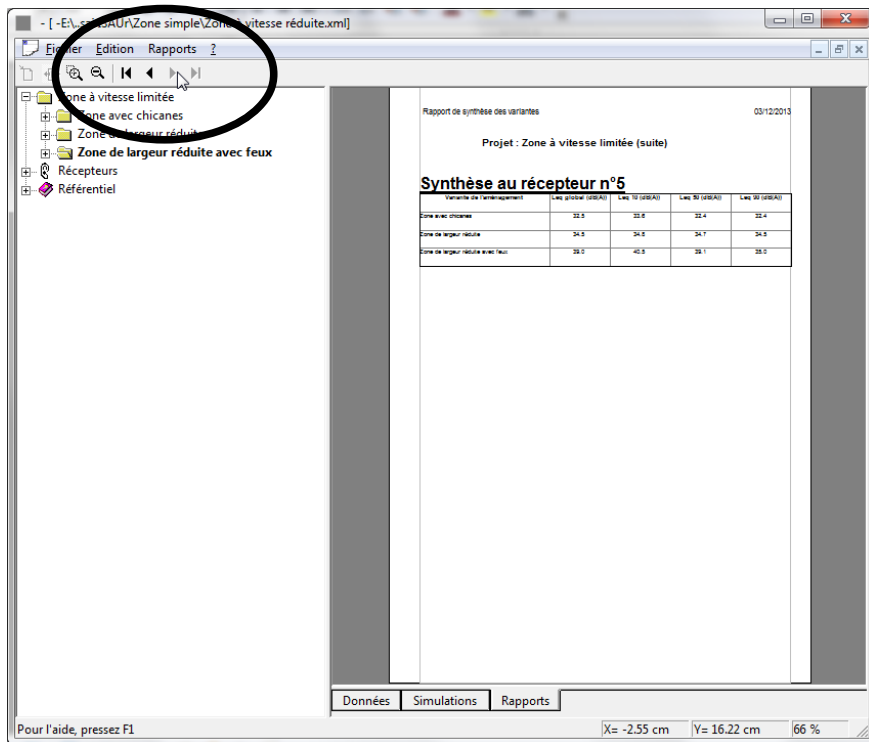 - [ -E:\..sai\SAUr\Zone simple\Zone à vitesse réduite.xml]
Fichier Edition Rapports ?
Zone à vitesse limitée
Zone avec chicanes
Zone de largeur réduite
Zone de largeur réduite avec feux
Récepteurs
Référentiel
Rapport de synthèse des variantes 03/12/2013
Projet : Zone à vitesse limitée (suite)
Synthèse au récepteur n°5
Variante de l'aménagement Leq global (dB(A)) Leq 10 (dB(A)) Leq 50 (dB(A)) Leq 90 (dB(A))
Zone avec chicanes 32.5 32.6 32.4 32.4
Zone de largeur réduite 34.5 34.5 34.7 34.5
Zone de largeur réduite avec feux 39.0 40.5 39.1 35.0
Données Simulations Rapports
Pour l'aide, pressez F1 X= -2.55 cm Y= 16.22 cm 66 %